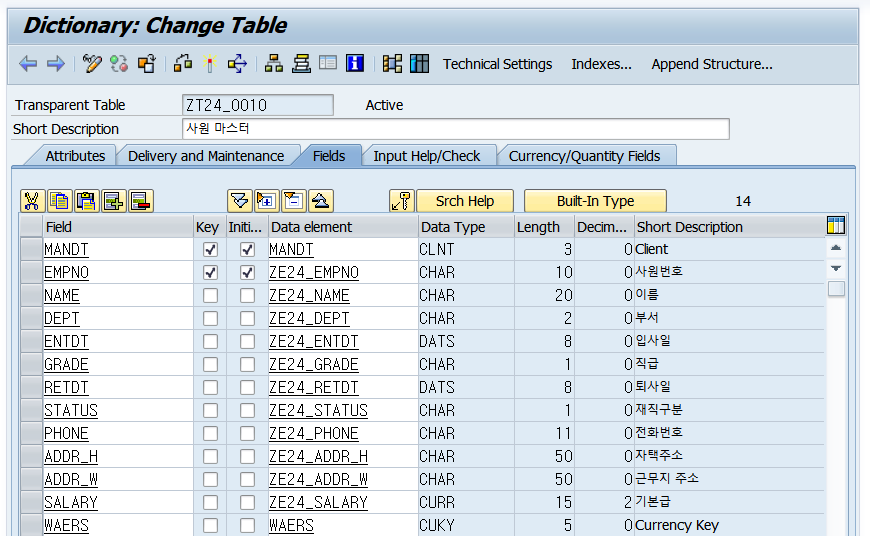 Dictionary: Change Table
Technical Settings Indexes... Append Structure...
Transparent Table ZT24_0010 Active
Short Description 사원 마스터
Attributes Delivery and Maintenance Fields Input Help/Check Currency/Quantity Fields
Srch Help Built-In Type 14
Field Key Initi... Data element Data Type Length Decim... Short Description
MANDT MANDT CLNT 3 0 Client
EMPNO ZE24_EMPNO CHAR 10 0 사원번호
NAME ZE24_NAME CHAR 20 0 이름
DEPT ZE24_DEPT CHAR 2 0 부서
ENTDT ZE24_ENTDT DATS 8 0 입사일
GRADE ZE24_GRADE CHAR 1 0 직급
RETDT ZE24_RETDT DATS 8 0 퇴사일
STATUS ZE24_STATUS CHAR 1 0 재직구분
PHONE ZE24_PHONE CHAR 11 0 전화번호
ADDR_H ZE24_ADDR_H CHAR 50 0 자택주소
ADDR_W ZE24_ADDR_W CHAR 50 0 근무지 주소
SALARY ZE24_SALARY CURR 15 2 기본급
WAERS WAERS CUKY 5 0 Currency Key